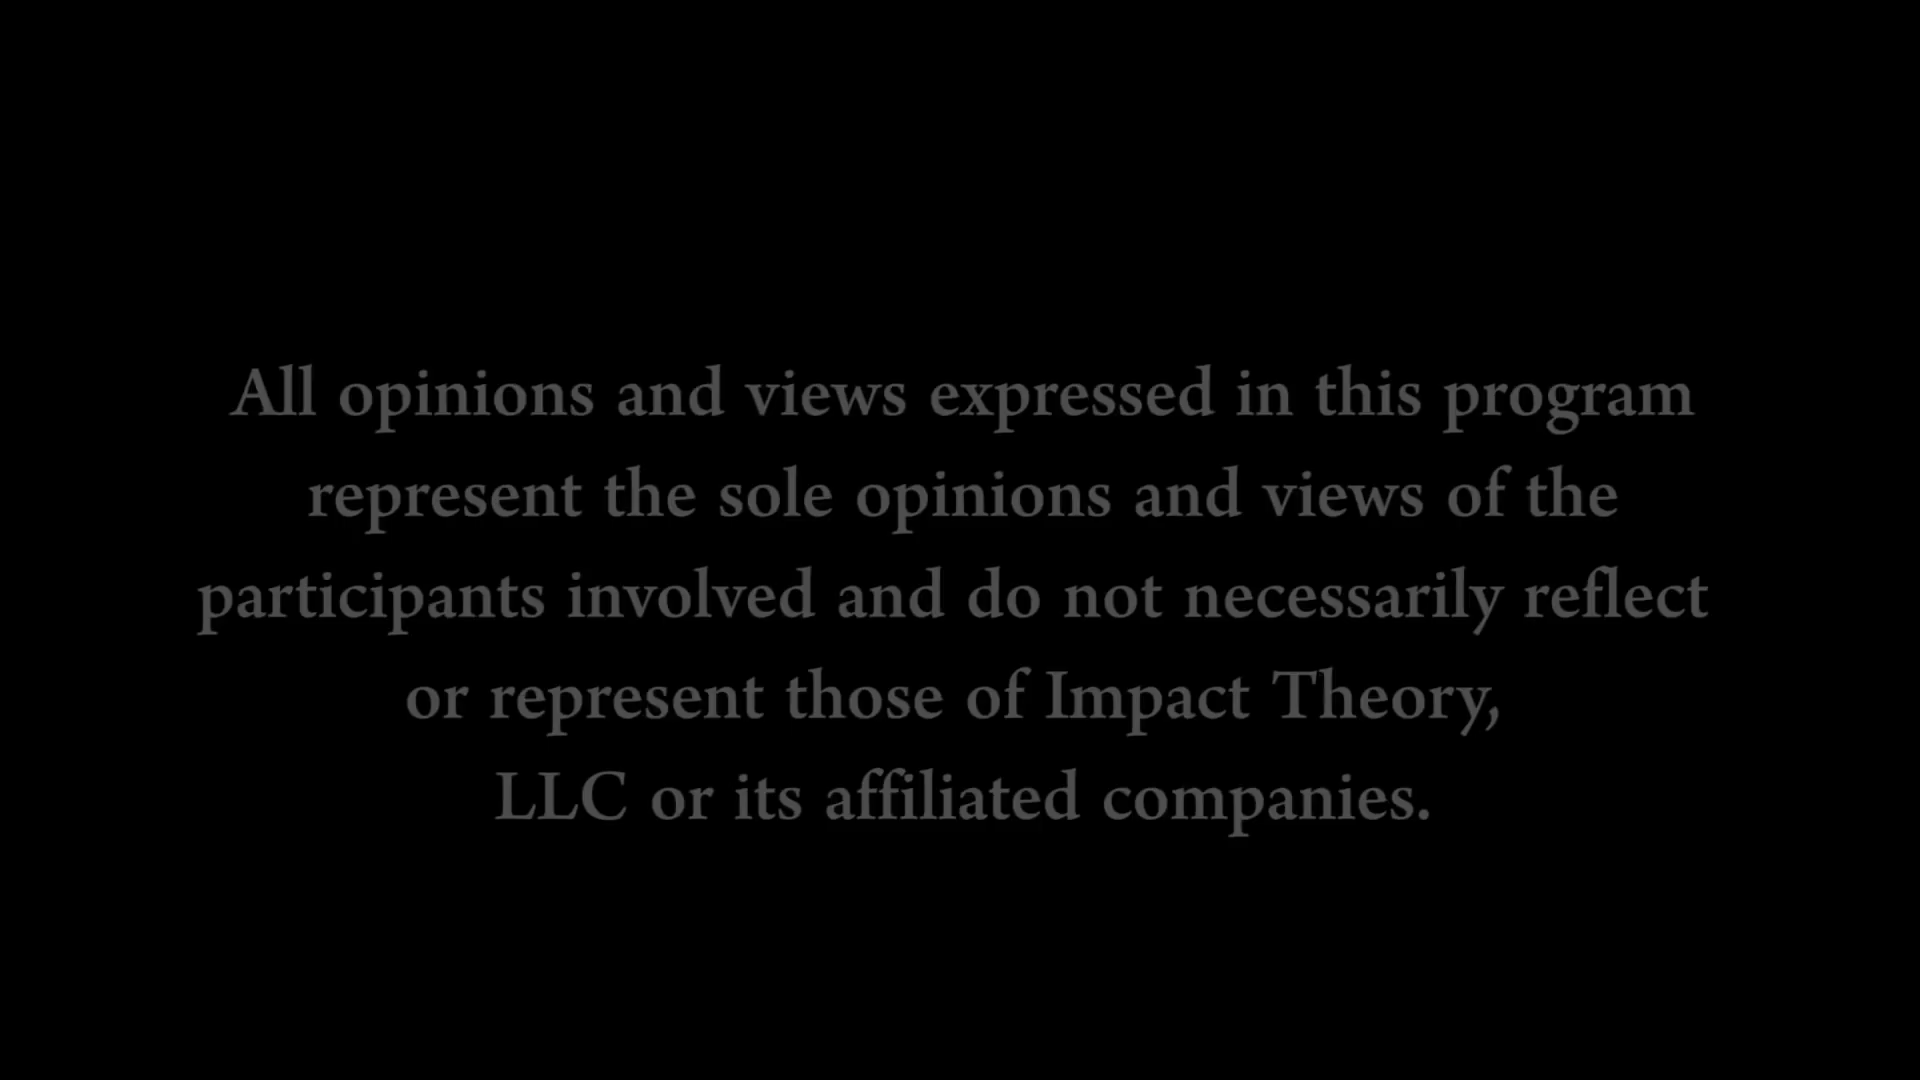 All opinions and views expressed in this program
represent the sole opinions and views of the
participants involved and do not necessarily reflect
or represent those of Impact Theory,
LLC or its affiliated companies.